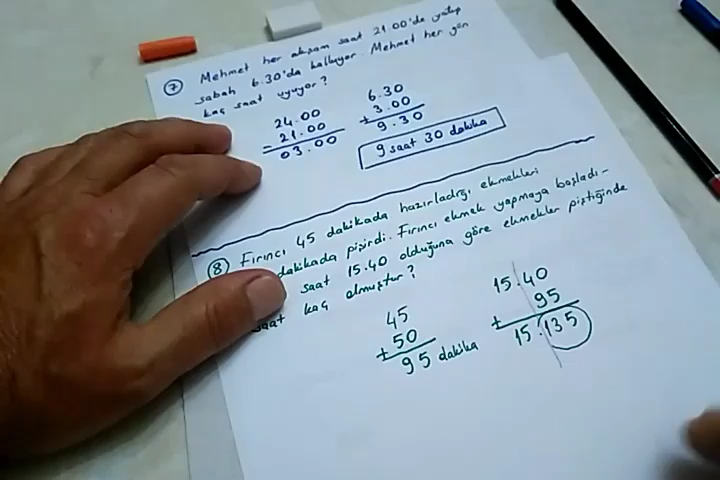 7 Mehmet her akşam saat 21.00'de yatıp
sabah 6.30'da kalkıyor. Mehmet her gün
kaç saat uyuyor?
24.00
21.00
03.00
6.30
+ 3.00
9.30
9 saat 30 dakika
8 Fırıncı 45 dakikada hazırladığı ekmekleri
dakikada pişirdi. Fırıncı ekmek yapmaya başladı-
saat 15.40 olduğuna göre ekmekler piştiğinde
saat kaç olmuştur?
45
+ 50
95 dakika
15.40
+ 95
15.135